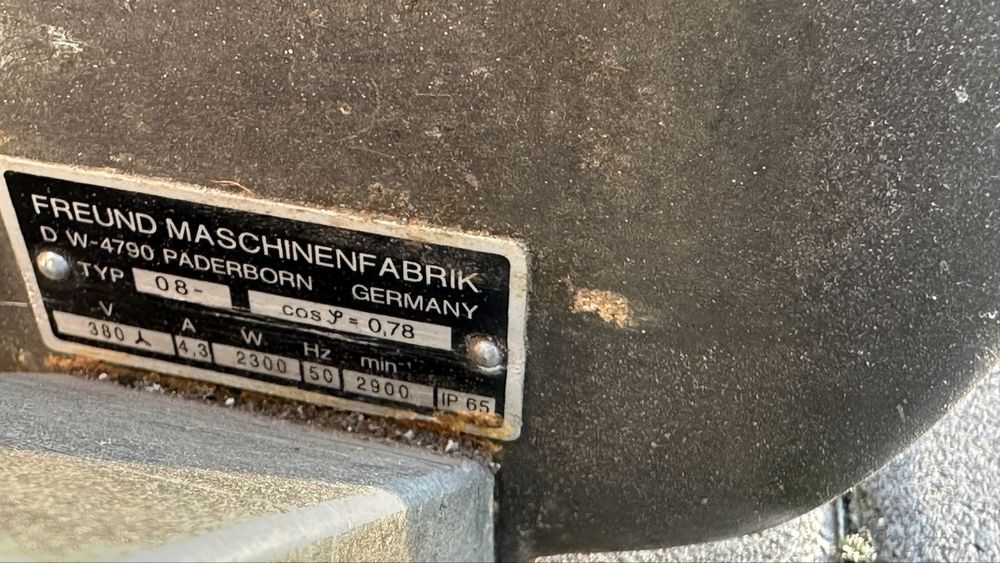 FREUND MASCHINENFABRIK
D W-4790 PADERBORN GERMANY
TYP 08- cos φ = 0,78
V A W Hz min⁻¹
380 ⅄ 4,3 2300 50 2900 IP 65